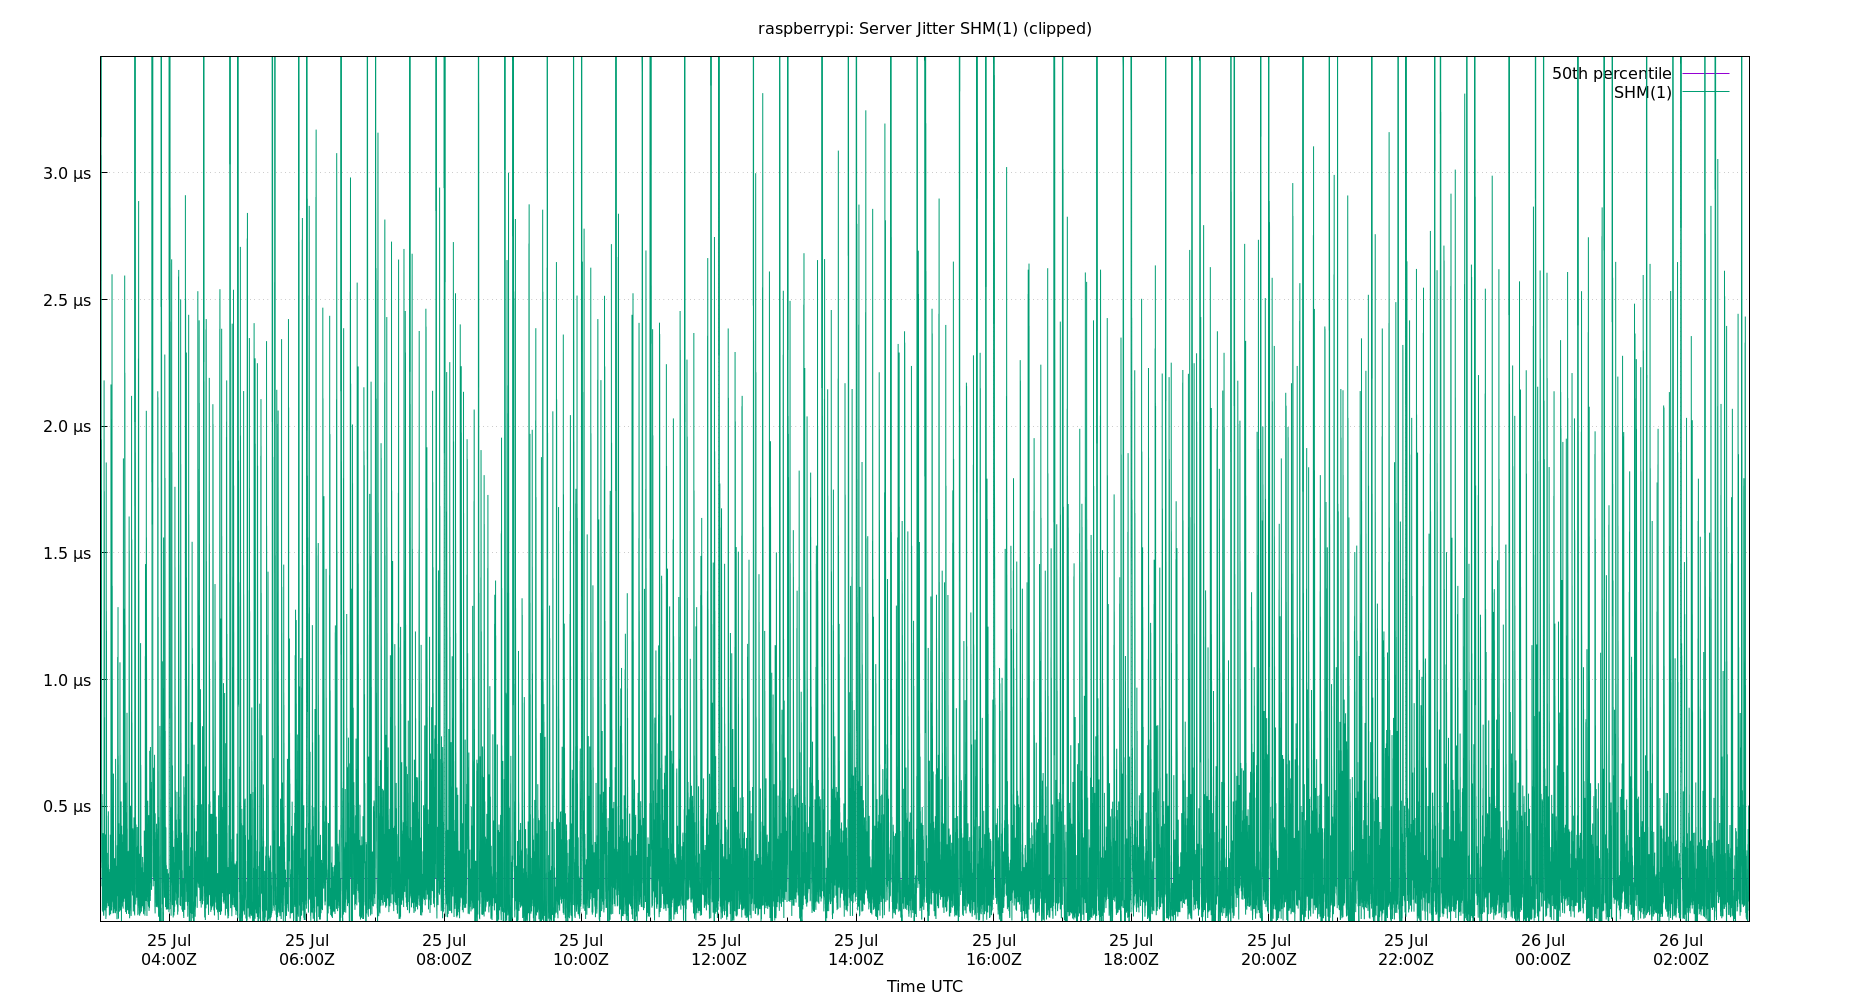 raspberrypi: Server Jitter SHM(1) (clipped)
50th percentile
SHM(1)
3.0 µs
2.5 µs
2.0 µs
1.5 µs
1.0 µs
0.5 µs
25 Jul 25 Jul 25 Jul 25 Jul 25 Jul 25 Jul 25 Jul 25 Jul 25 Jul 25 Jul 26 Jul 26 Jul
04:00Z 06:00Z 08:00Z 10:00Z 12:00Z 14:00Z 16:00Z 18:00Z 20:00Z 22:00Z 00:00Z 02:00Z
Time UTC